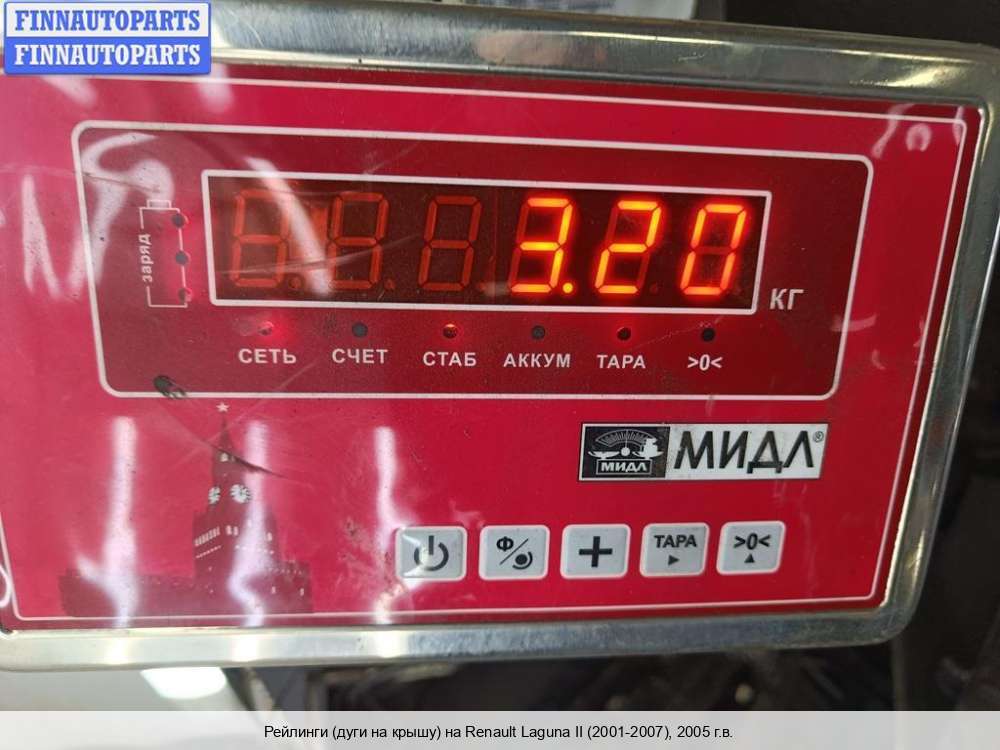 FINNAUTOPARTS
FINNAUTOPARTS
заряд
3.20
КГ
СЕТЬ СЧЕТ СТАБ АККУМ ТАРА >0<
МИДЛ МИДЛ®
Ф ТАРА >0<
Рейлинги (дуги на крышу) на Renault Laguna II (2001-2007), 2005 г.в.